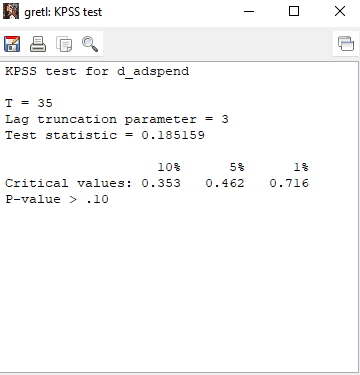 gretl: KPSS test
KPSS test for d_adspend
T = 35
Lag truncation parameter = 3
Test statistic = 0.185159
10% 5% 1%
Critical values: 0.353 0.462 0.716
P-value > .10